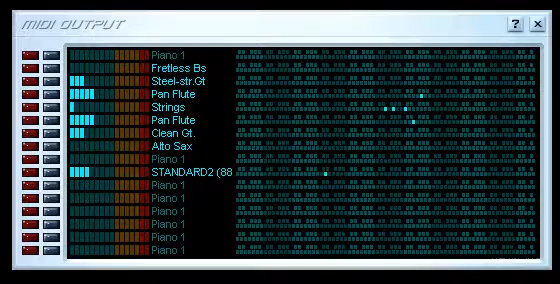 MIDI OUTPUT ? ×
Piano 1
Fretless Bs
Steel-str.Gt
Pan Flute
Strings
Pan Flute
Clean Gt.
Alto Sax
Piano 1
STANDARD2 (88
Piano 1
Piano 1
Piano 1
Piano 1
Piano 1
Piano 1